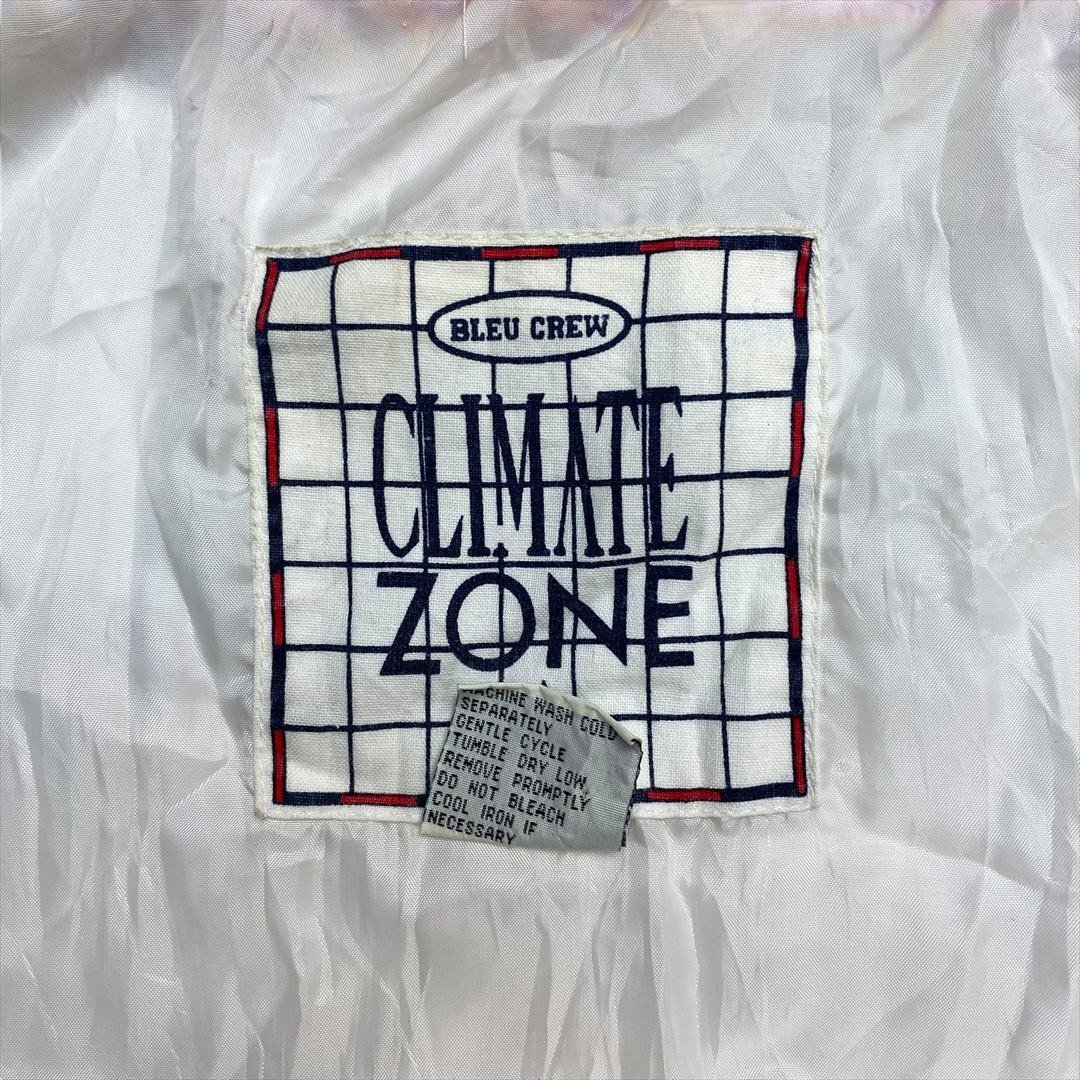 BLEU CREW
CLIMATE
ZONE
MACHINE WASH COLD
SEPARATELY
GENTLE CYCLE
TUMBLE DRY LOW,
REMOVE PROMPTLY
DO NOT BLEACH
COOL IRON IF
NECESSARY